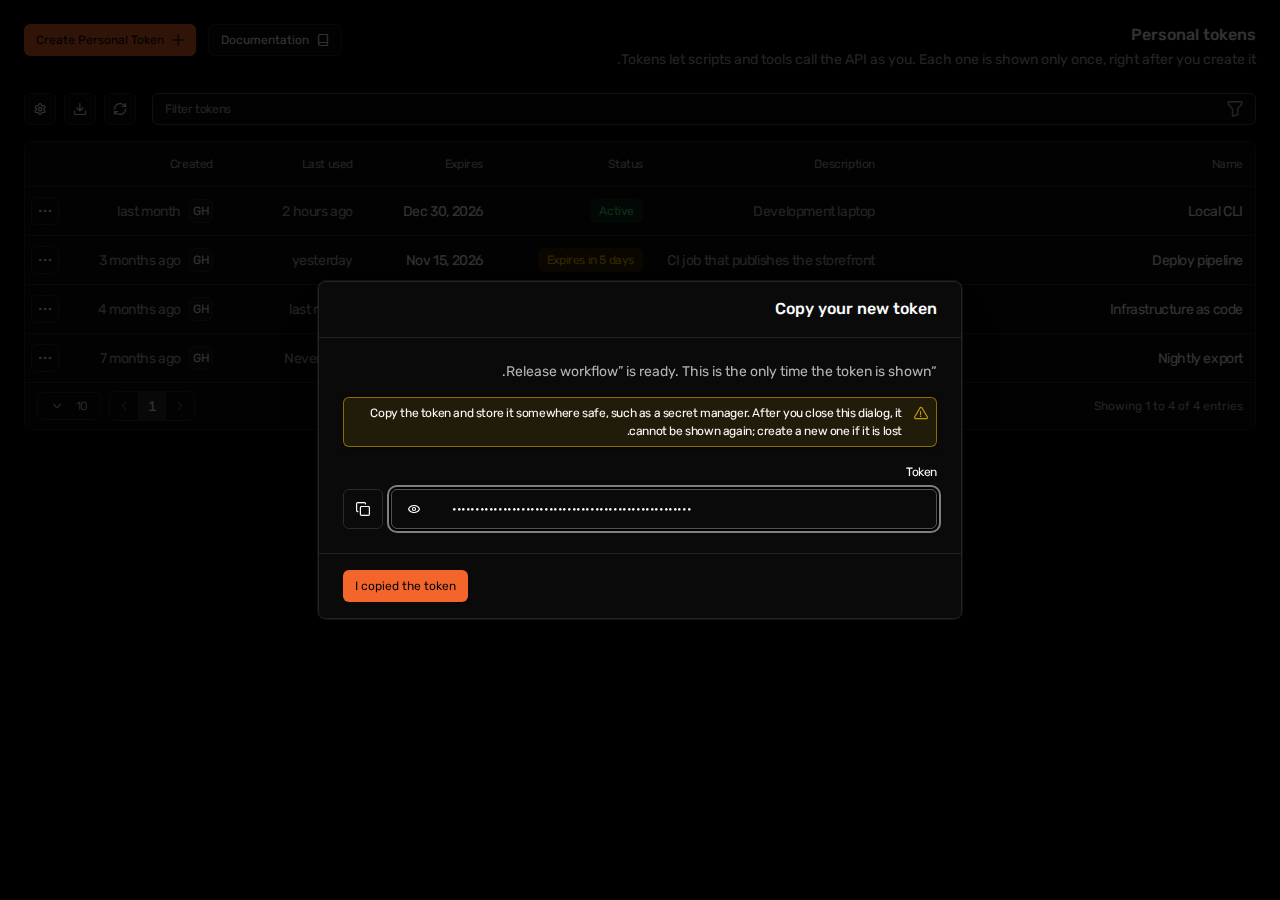 Personal tokens
Tokens let scripts and tools call the API as you. Each one is shown only once, right after you create it.
Documentation
Create Personal Token
Filter tokens
Name Description Status Expires Last used Created
Local CLI Development laptop Active Dec 30, 2026 2 hours ago GH last month
Deploy pipeline CI job that publishes the storefront Expires in 5 days Nov 15, 2026 yesterday GH 3 months ago
Infrastructure as code GH 4 months ago
Nightly export GH 7 months ago
Showing 1 to 4 of 4 entries 1 10
Copy your new token
“Release workflow” is ready. This is the only time the token is shown.
Copy the token and store it somewhere safe, such as a secret manager. After you close this dialog, it
cannot be shown again; create a new one if it is lost.
Token
I copied the token